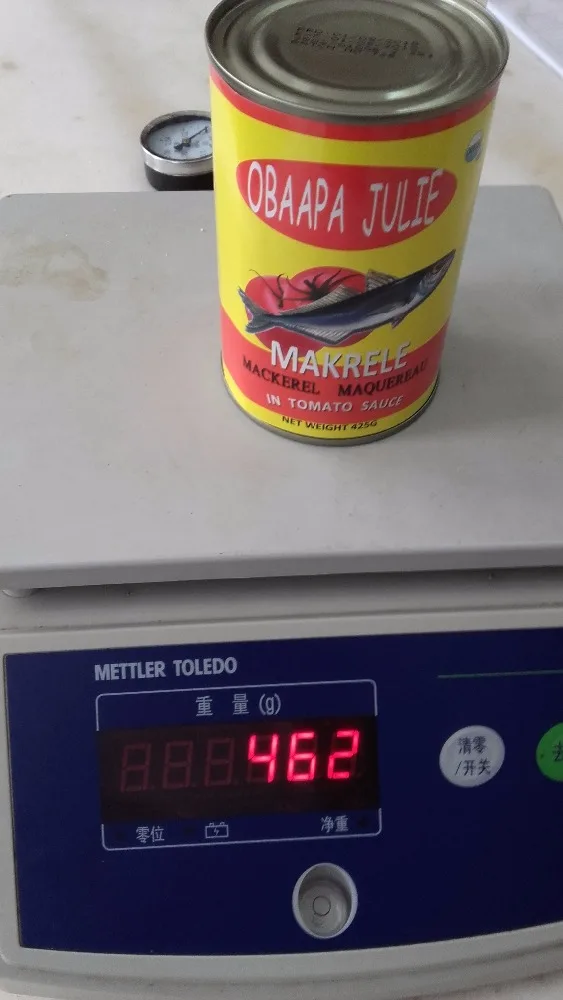 OBAAPA JULIE
MAKRELE
MACKEREL MAQUEREAU
IN TOMATO SAUCE
NET WEIGHT 425G
METTLER TOLEDO
重量(g)
462
清零
/开关
去
零位
净重